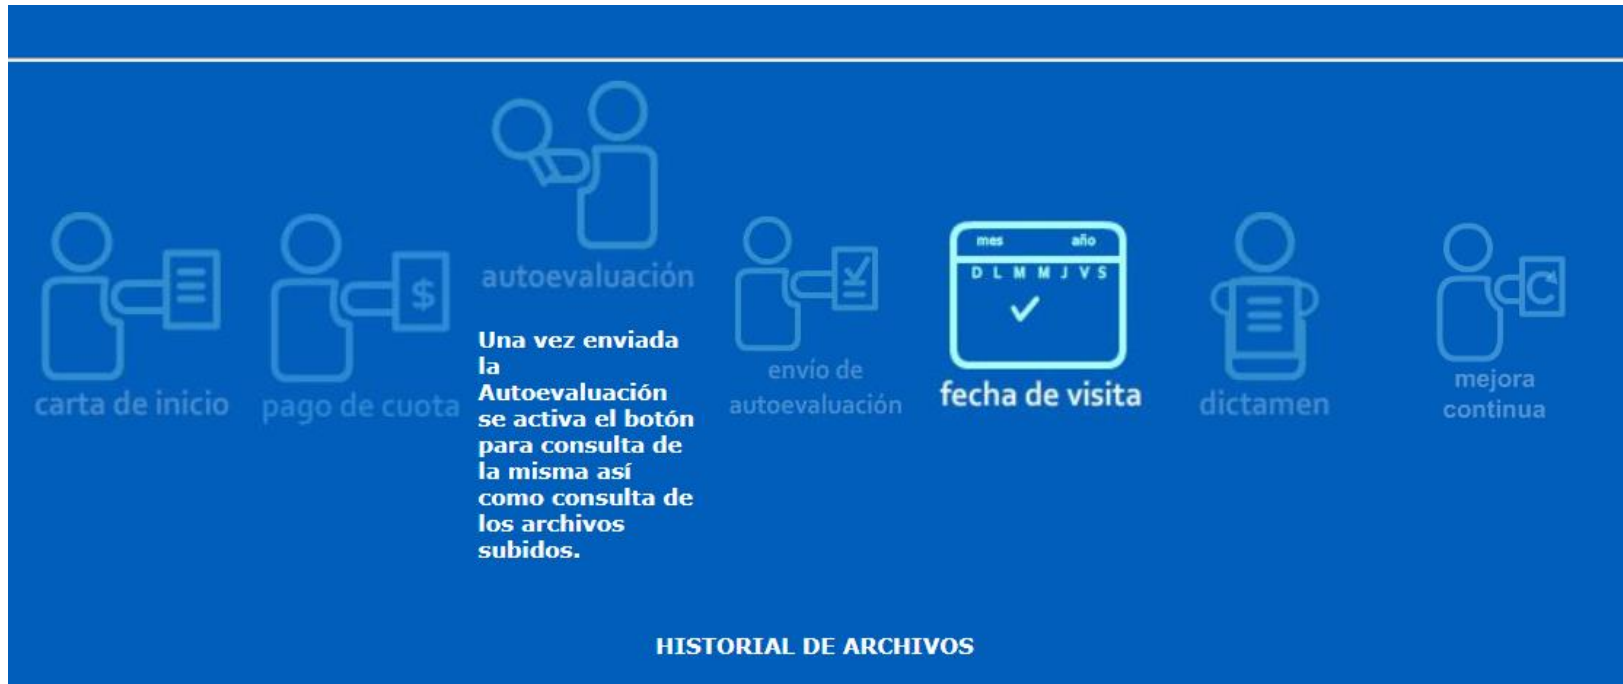 autoevaluación
Una vez enviada
la
Autoevaluación
se activa el botón
para consulta de
la misma así
como consulta de
los archivos
subidos.
carta de inicio
$
pago de cuota
envío de
autoevaluación
mes año
D L M M J V S
fecha de visita
dictamen
mejora
continua
HISTORIAL DE ARCHIVOS